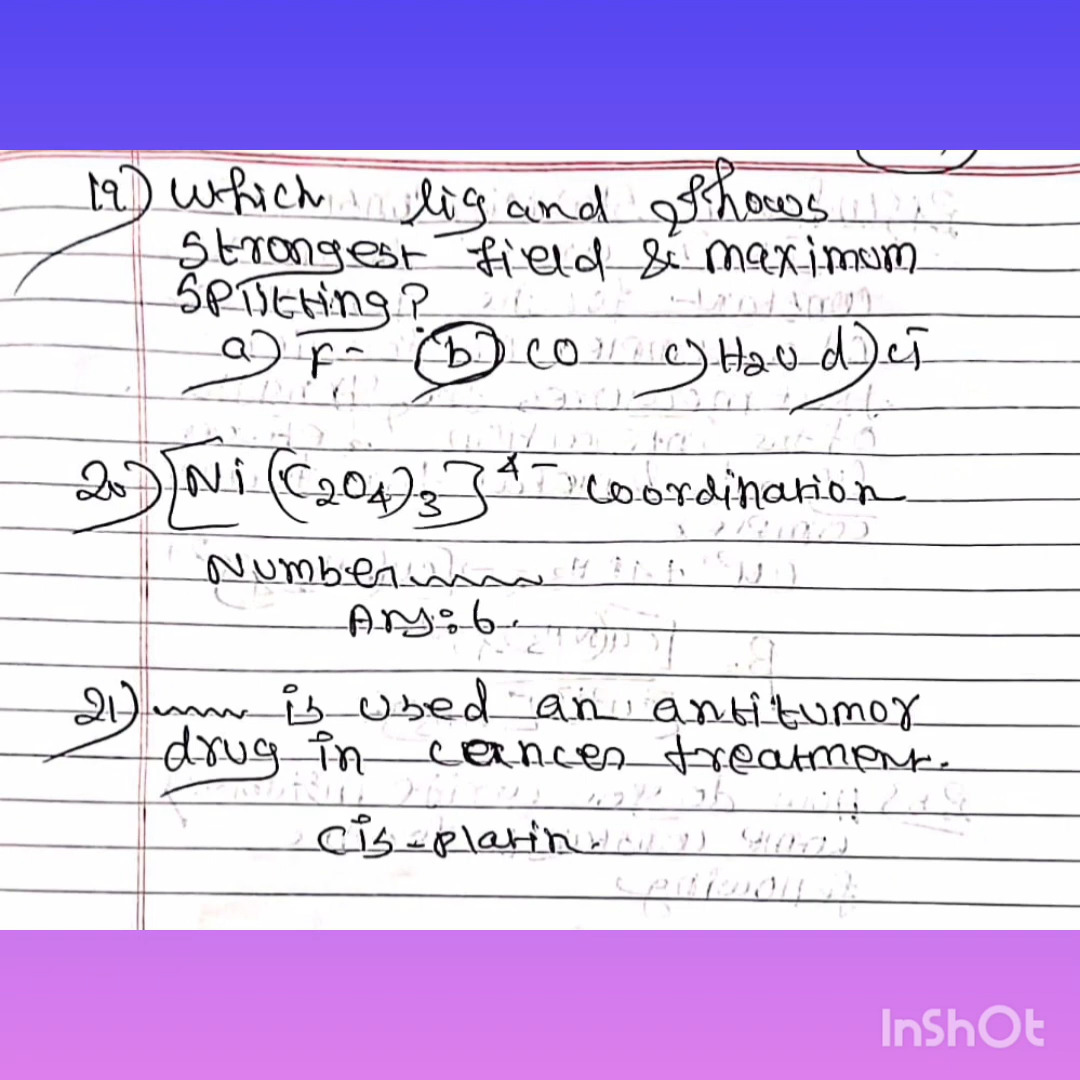 19) Which ligand shows
strongest field & maximum
splitting?
a) F- (b) CO c) H2O d) Cl-
20) [Ni(C2O4)3]4- coordination
Number
Ans: 6.
21) is used an antitumor
drug in cancer treatment.
Cis-platin.
InShOt